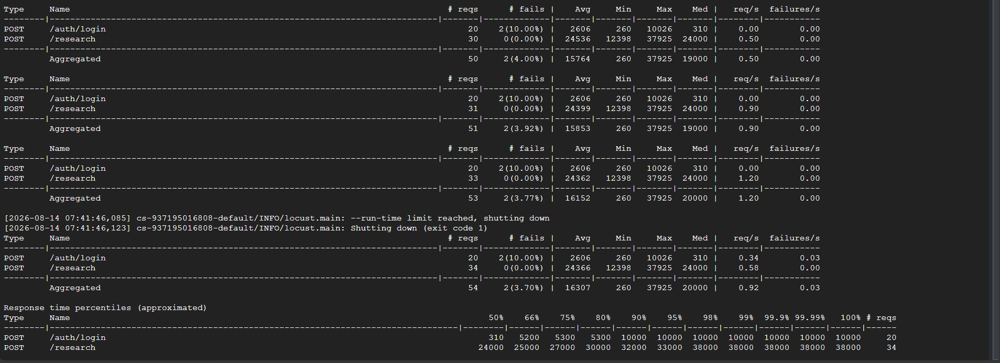 Type     Name                                                                          # reqs      # fails |    Avg     Min     Max    Med |   req/s  failures/s
--------|----------------------------------------------------------------------------|-------|-------------|-------|-------|-------|-------|--------|-----------
POST     /auth/login                                                                       20    2(10.00%) |   2606     260   10026    310 |    0.00        0.00
POST     /research                                                                         30     0(0.00%) |  24536   12398   37925  24000 |    0.50        0.00
--------|----------------------------------------------------------------------------|-------|-------------|-------|-------|-------|-------|--------|-----------
         Aggregated                                                                        50     2(4.00%) |  15764     260   37925  19000 |    0.50        0.00
Type     Name                                                                          # reqs      # fails |    Avg     Min     Max    Med |   req/s  failures/s
--------|----------------------------------------------------------------------------|-------|-------------|-------|-------|-------|-------|--------|-----------
POST     /auth/login                                                                       20    2(10.00%) |   2606     260   10026    310 |    0.00        0.00
POST     /research                                                                         31     0(0.00%) |  24399   12398   37925  24000 |    0.90        0.00
--------|----------------------------------------------------------------------------|-------|-------------|-------|-------|-------|-------|--------|-----------
         Aggregated                                                                        51     2(3.92%) |  15853     260   37925  19000 |    0.90        0.00
Type     Name                                                                          # reqs      # fails |    Avg     Min     Max    Med |   req/s  failures/s
--------|----------------------------------------------------------------------------|-------|-------------|-------|-------|-------|-------|--------|-----------
POST     /auth/login                                                                       20    2(10.00%) |   2606     260   10026    310 |    0.00        0.00
POST     /research                                                                         33     0(0.00%) |  24362   12398   37925  24000 |    1.20        0.00
--------|----------------------------------------------------------------------------|-------|-------------|-------|-------|-------|-------|--------|-----------
         Aggregated                                                                        53     2(3.77%) |  16152     260   37925  20000 |    1.20        0.00
[2026-08-14 07:41:46,085] cs-937195016808-default/INFO/locust.main: --run-time limit reached, shutting down
[2026-08-14 07:41:46,123] cs-937195016808-default/INFO/locust.main: Shutting down (exit code 1)
Type     Name                                                                          # reqs      # fails |    Avg     Min     Max    Med |   req/s  failures/s
--------|----------------------------------------------------------------------------|-------|-------------|-------|-------|-------|-------|--------|-----------
POST     /auth/login                                                                       20    2(10.00%) |   2606     260   10026    310 |    0.34        0.03
POST     /research                                                                         34     0(0.00%) |  24366   12398   37925  24000 |    0.58        0.00
--------|----------------------------------------------------------------------------|-------|-------------|-------|-------|-------|-------|--------|-----------
         Aggregated                                                                        54     2(3.70%) |  16307     260   37925  20000 |    0.92        0.03
Response time percentiles (approximated)
Type     Name                                                                                  50%    66%    75%    80%    90%    95%    98%    99%  99.9% 99.99%   100% # reqs
--------|--------------------------------------------------------------------------------|--------|------|------|------|------|------|------|------|------|------|------|------
POST     /auth/login                                                                           310   5200   5300   5300  10000  10000  10000  10000  10000  10000  10000     20
POST     /research                                                                           24000  25000  27000  30000  32000  33000  38000  38000  38000  38000  38000     34